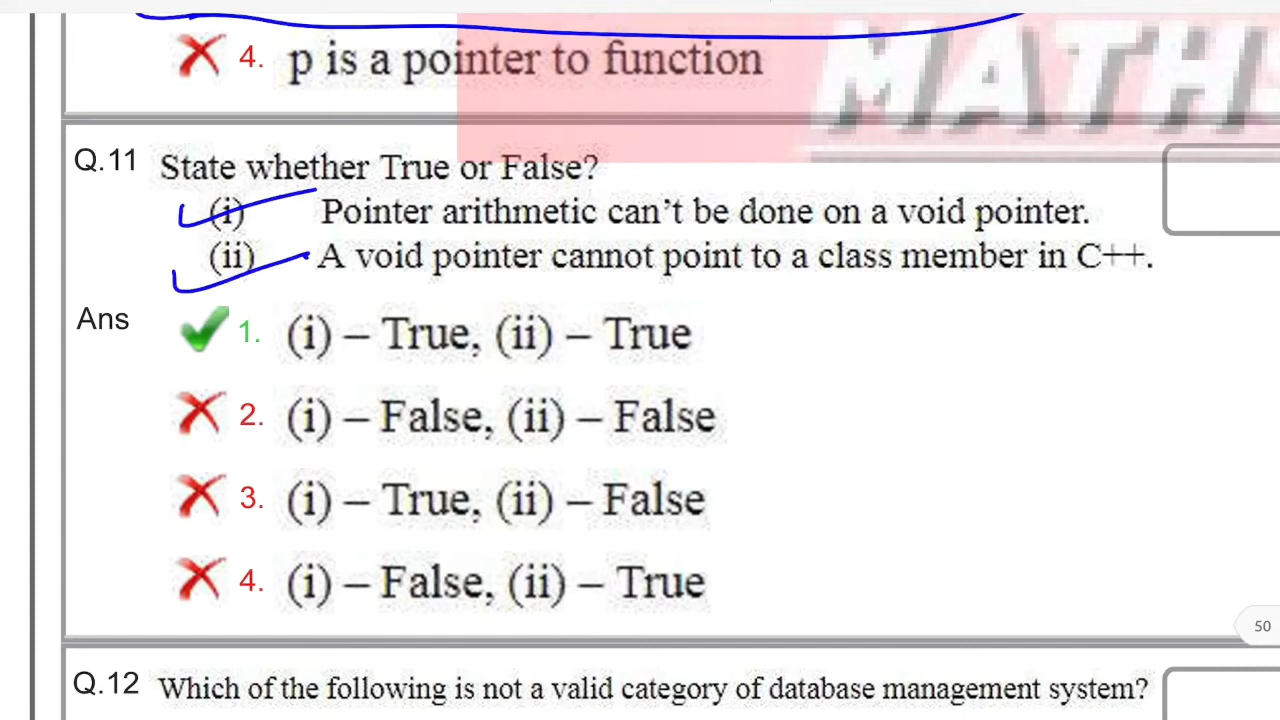 4. p is a pointer to function
MATHS
Q.11 State whether True or False?
(i) Pointer arithmetic can't be done on a void pointer.
(ii) A void pointer cannot point to a class member in C++.
Ans
1. (i) – True, (ii) – True
2. (i) – False, (ii) – False
3. (i) – True, (ii) – False
4. (i) – False, (ii) – True
50
Q.12 Which of the following is not a valid category of database management system?